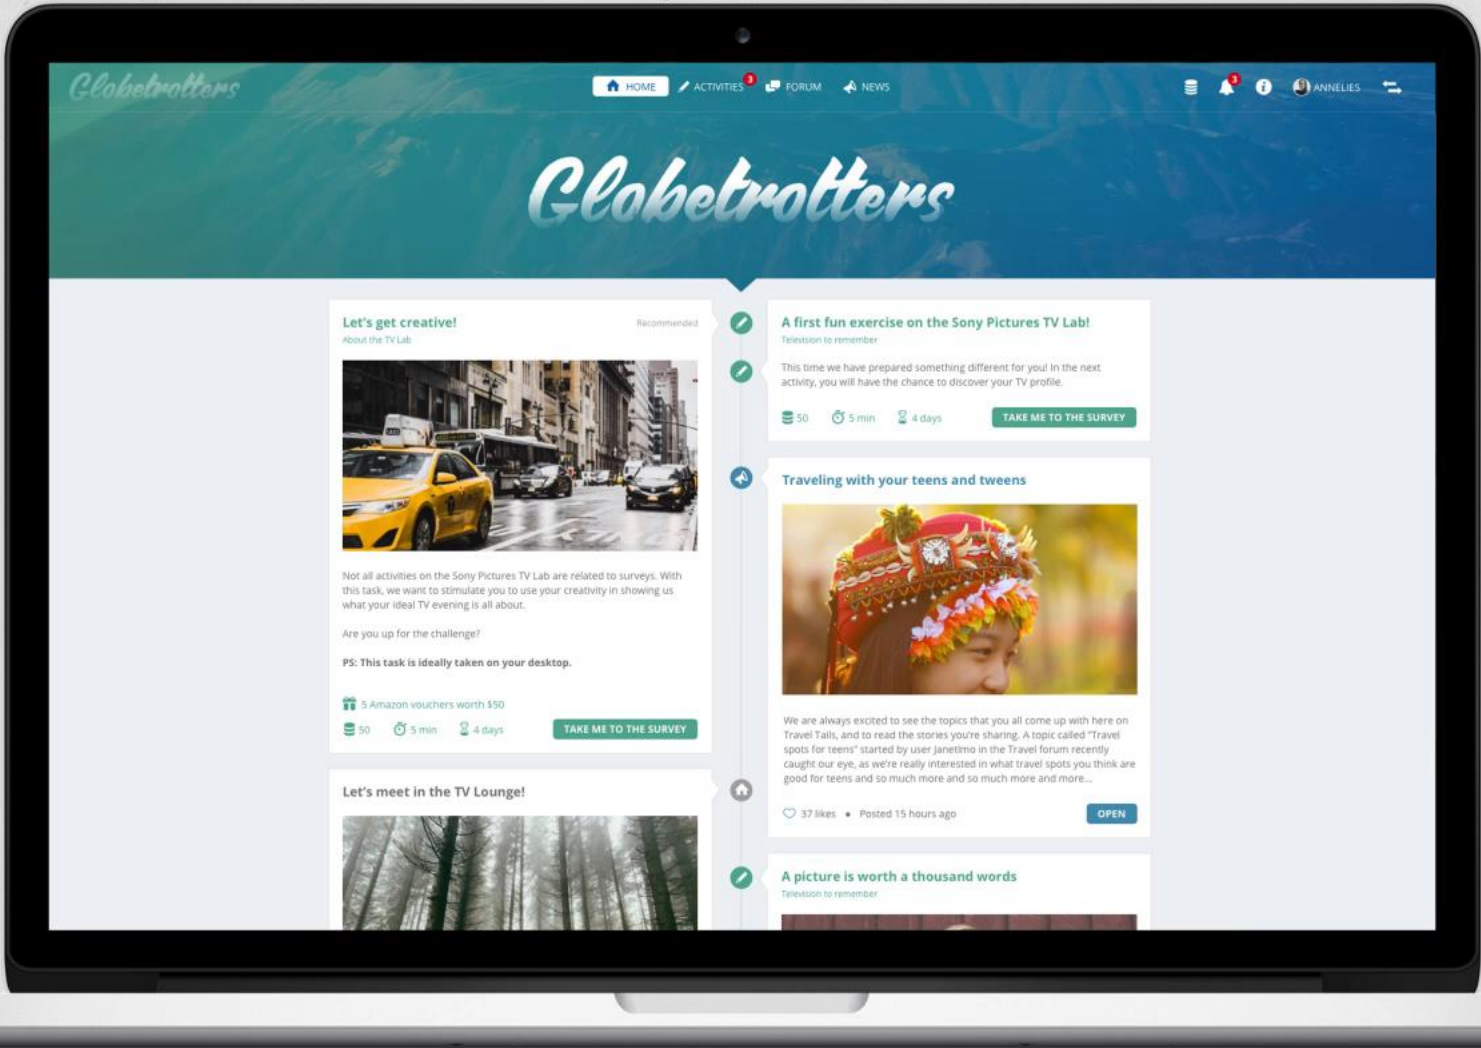 Globetrotters
HOME
ACTIVITIES 3
FORUM
NEWS
3
ANNELIES
Globetrotters
Let's get creative!
Recommended
About the TV Lab
TAXI
Not all activities on the Sony Pictures TV Lab are related to surveys. With
this task, we want to stimulate you to use your creativity in showing us
what your ideal TV evening is all about.
Are you up for the challenge?
PS: This task is ideally taken on your desktop.
5 Amazon vouchers worth $50
50 5 min 4 days TAKE ME TO THE SURVEY
Let's meet in the TV Lounge!
A first fun exercise on the Sony Pictures TV Lab!
Television to remember
This time we have prepared something different for you! In the next
activity, you will have the chance to discover your TV profile.
50 5 min 4 days TAKE ME TO THE SURVEY
Traveling with your teens and tweens
We are always excited to see the topics that you all come up with here on
Travel Tails, and to read the stories you're sharing. A topic called "Travel
spots for teens" started by user JanetImo in the Travel forum recently
caught our eye, as we're really interested in what travel spots you think are
good for teens and so much more and so much more and more...
37 likes • Posted 15 hours ago OPEN
A picture is worth a thousand words
Television to remember